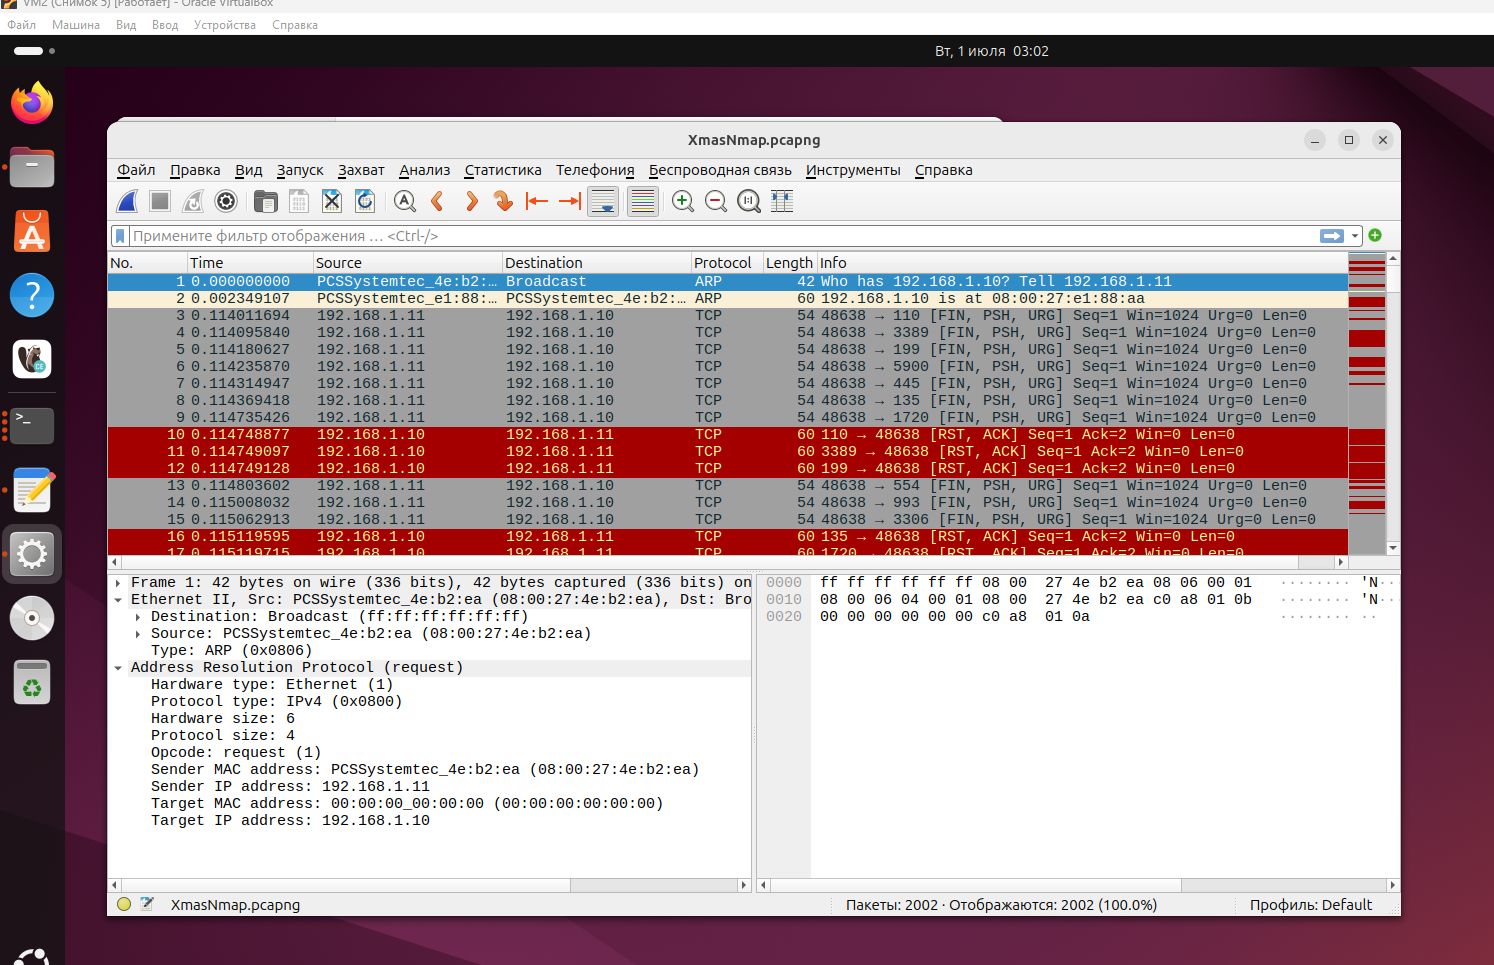 VM2 (Снимок 5) [Работает] - Oracle VirtualBox
Файл Машина Вид Ввод Устройства Справка
Вт, 1 июля 03:02
XmasNmap.pcapng
Файл Правка Вид Запуск Захват Анализ Статистика Телефония Беспроводная связь Инструменты Справка
Примените фильтр отображения … <Ctrl-/>
No. Time Source Destination Protocol Length Info
1 0.000000000 PCSSystemtec_4e:b2:… Broadcast ARP 42 Who has 192.168.1.10? Tell 192.168.1.11
2 0.002349107 PCSSystemtec_e1:88:… PCSSystemtec_4e:b2:… ARP 60 192.168.1.10 is at 08:00:27:e1:88:aa
3 0.114011694 192.168.1.11 192.168.1.10 TCP 54 48638 → 110 [FIN, PSH, URG] Seq=1 Win=1024 Urg=0 Len=0
4 0.114095840 192.168.1.11 192.168.1.10 TCP 54 48638 → 3389 [FIN, PSH, URG] Seq=1 Win=1024 Urg=0 Len=0
5 0.114180627 192.168.1.11 192.168.1.10 TCP 54 48638 → 199 [FIN, PSH, URG] Seq=1 Win=1024 Urg=0 Len=0
6 0.114235870 192.168.1.11 192.168.1.10 TCP 54 48638 → 5900 [FIN, PSH, URG] Seq=1 Win=1024 Urg=0 Len=0
7 0.114314947 192.168.1.11 192.168.1.10 TCP 54 48638 → 445 [FIN, PSH, URG] Seq=1 Win=1024 Urg=0 Len=0
8 0.114369418 192.168.1.11 192.168.1.10 TCP 54 48638 → 135 [FIN, PSH, URG] Seq=1 Win=1024 Urg=0 Len=0
9 0.114735426 192.168.1.11 192.168.1.10 TCP 54 48638 → 1720 [FIN, PSH, URG] Seq=1 Win=1024 Urg=0 Len=0
10 0.114748877 192.168.1.10 192.168.1.11 TCP 60 110 → 48638 [RST, ACK] Seq=1 Ack=2 Win=0 Len=0
11 0.114749097 192.168.1.10 192.168.1.11 TCP 60 3389 → 48638 [RST, ACK] Seq=1 Ack=2 Win=0 Len=0
12 0.114749128 192.168.1.10 192.168.1.11 TCP 60 199 → 48638 [RST, ACK] Seq=1 Ack=2 Win=0 Len=0
13 0.114803602 192.168.1.11 192.168.1.10 TCP 54 48638 → 554 [FIN, PSH, URG] Seq=1 Win=1024 Urg=0 Len=0
14 0.115008032 192.168.1.11 192.168.1.10 TCP 54 48638 → 993 [FIN, PSH, URG] Seq=1 Win=1024 Urg=0 Len=0
15 0.115062913 192.168.1.11 192.168.1.10 TCP 54 48638 → 3306 [FIN, PSH, URG] Seq=1 Win=1024 Urg=0 Len=0
16 0.115119595 192.168.1.10 192.168.1.11 TCP 60 135 → 48638 [RST, ACK] Seq=1 Ack=2 Win=0 Len=0
17 0.115119715 192.168.1.10 192.168.1.11 TCP 60 1720 → 48638 [RST, ACK] Seq=1 Ack=2 Win=0 Len=0
Frame 1: 42 bytes on wire (336 bits), 42 bytes captured (336 bits) on
Ethernet II, Src: PCSSystemtec_4e:b2:ea (08:00:27:4e:b2:ea), Dst: Bro
Destination: Broadcast (ff:ff:ff:ff:ff:ff)
Source: PCSSystemtec_4e:b2:ea (08:00:27:4e:b2:ea)
Type: ARP (0x0806)
Address Resolution Protocol (request)
Hardware type: Ethernet (1)
Protocol type: IPv4 (0x0800)
Hardware size: 6
Protocol size: 4
Opcode: request (1)
Sender MAC address: PCSSystemtec_4e:b2:ea (08:00:27:4e:b2:ea)
Sender IP address: 192.168.1.11
Target MAC address: 00:00:00_00:00:00 (00:00:00:00:00:00)
Target IP address: 192.168.1.10
0000 ff ff ff ff ff ff 08 00 27 4e b2 ea 08 06 00 01 ········ 'N··
0010 08 00 06 04 00 01 08 00 27 4e b2 ea c0 a8 01 0b ········ 'N··
0020 00 00 00 00 00 00 c0 a8 01 0a ········ ··
XmasNmap.pcapng
Пакеты: 2002 · Отображаются: 2002 (100.0%)
Профиль: Default